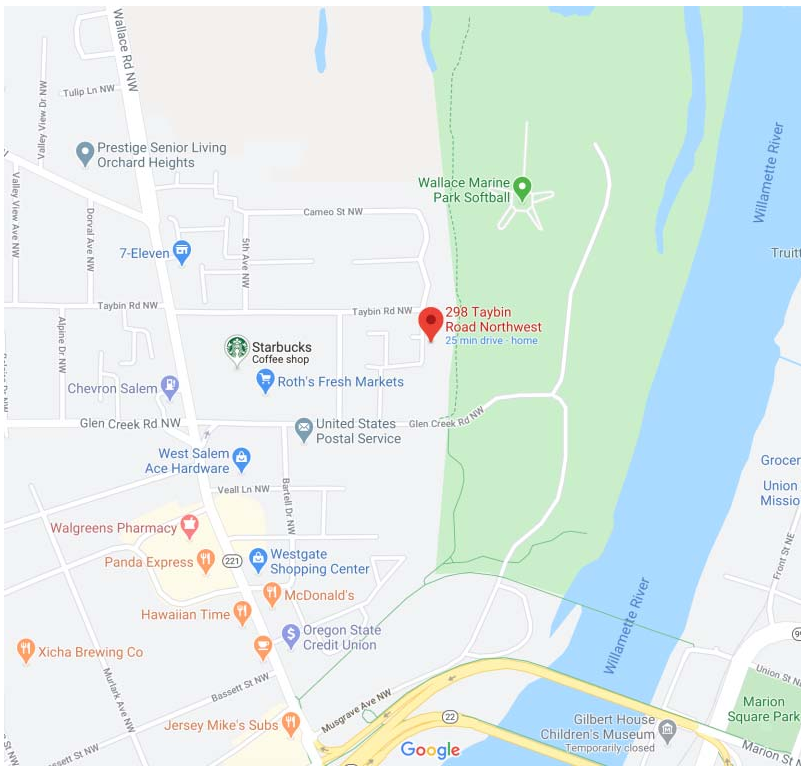 Wallace Rd NW
Tulip Ln NW
Valley View Dr NW
Prestige Senior Living
Orchard Heights
Valley View Ave NW
Dorval Ave NW
Wallace Marine
Park Softball
Willamette River
Cameo St NW
5th Ave NW
7-Eleven
Truitt
Taybin Rd NW
Taybin Rd NW
298 Taybin
Road Northwest
25 min drive - home
Alpine Dr NW
Starbucks
Coffee shop
Roth's Fresh Markets
Chevron Salem
Glen Creek Rd NW
United States
Postal Service
Glen Creek Rd NW
West Salem
Ace Hardware
Grocer
Union
Missio
Veall Ln NW
Bartell Dr NW
Walgreens Pharmacy
Panda Express
221
Westgate
Shopping Center
Front St NE
McDonald's
Hawaiian Time
Oregon State
Credit Union
Willamette River
Xicha Brewing Co
Murlark Ave NW
Bassett St NW
Musgrave Ave NW
Union St N
Marion
Square Park
Jersey Mike's Subs
22
Gilbert House
Children's Museum
Temporarily closed
Google
Marion St N
ssett St NW